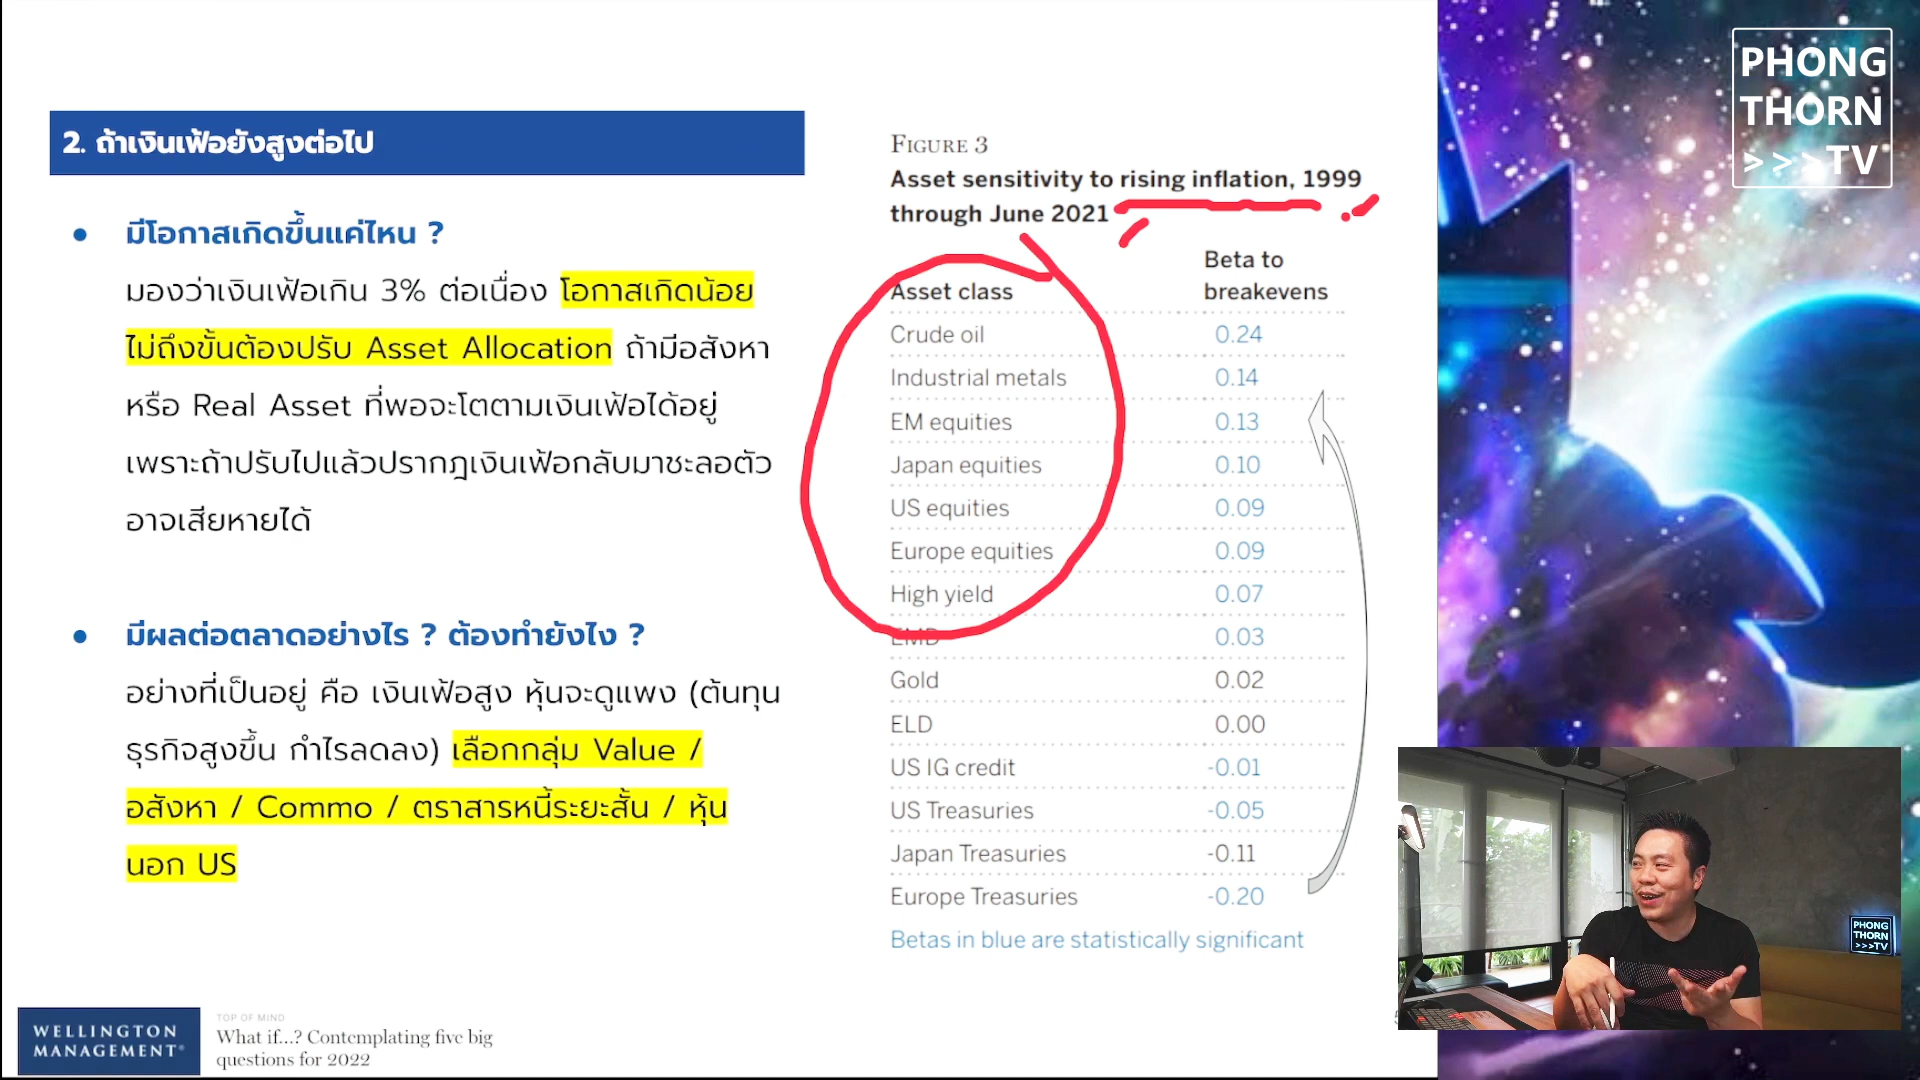 2. ถ้าเงินเฟ้อยังสูงต่อไป
● มีโอกาสเกิดขึ้นแค่ไหน ?
มองว่าเงินเฟ้อเกิน 3% ต่อเนื่อง โอกาสเกิดน้อย
ไม่ถึงขั้นต้องปรับ Asset Allocation ถ้ามีอสังหา
หรือ Real Asset ที่พอจะโตตามเงินเฟ้อได้อยู่
เพราะถ้าปรับไปแล้วปรากฎเงินเฟ้อกลับมาชะลอตัว
อาจเสียหายได้
● มีผลต่อตลาดอย่างไร ? ต้องทำยังไง ?
อย่างที่เป็นอยู่ คือ เงินเฟ้อสูง หุ้นจะดูแพง (ต้นทุน
ธุรกิจสูงขึ้น กำไรลดลง) เลือกกลุ่ม Value /
อสังหา / Commo / ตราสารหนี้ระยะสั้น / หุ้น
นอก US
FIGURE 3
Asset sensitivity to rising inflation, 1999
through June 2021
Asset class Beta to breakevens
Crude oil 0.24
Industrial metals 0.14
EM equities 0.13
Japan equities 0.10
US equities 0.09
Europe equities 0.09
High yield 0.07
EMD 0.03
Gold 0.02
ELD 0.00
US IG credit -0.01
US Treasuries -0.05
Japan Treasuries -0.11
Europe Treasuries -0.20
Betas in blue are statistically significant
WELLINGTON
MANAGEMENT®
TOP OF MIND
What if...? Contemplating five big
questions for 2022
PHONG
THORN
>>>TV
PHONG
THORN
>>>TV